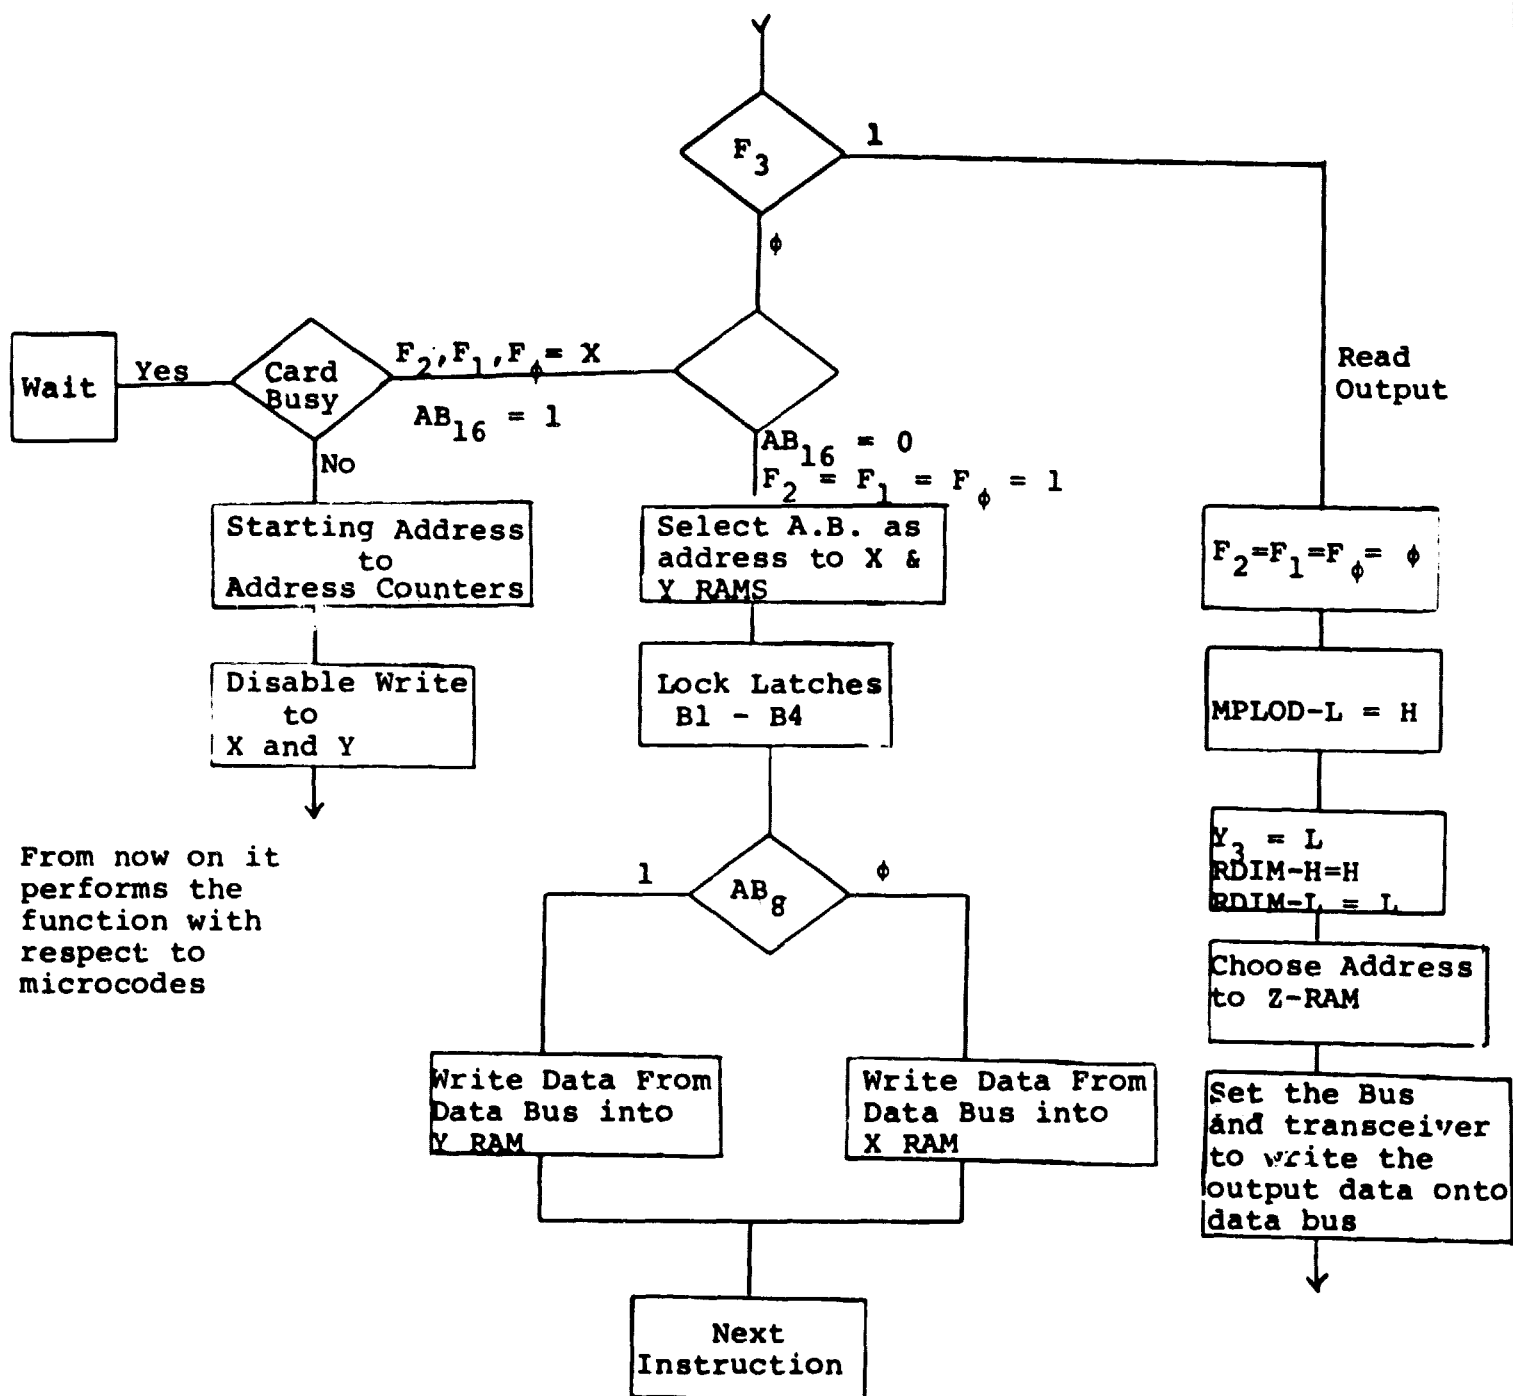 F3
1
ϕ
F2,F1,Fϕ= X
AB16 = 1
Card
Busy
Yes
Wait
No
AB16 = 0
F2 = F1 = Fϕ = 1
Read
Output
Starting Address
to
Address Counters
Disable Write
to
X and Y
From now on it
performs the
function with
respect to
microcodes
Select A.B. as
address to X &
Y RAMS
Lock Latches
B1 - B4
AB8
1
ϕ
Write Data From
Data Bus into
Y RAM
Write Data From
Data Bus into
X RAM
Next
Instruction
F2=F1=Fϕ= ϕ
MPLOD-L = H
Y3 = L
RDIM-H=H
RDIM-L = L
Choose Address
to Z-RAM
Set the Bus
and transceiver
to write the
output data onto
data bus